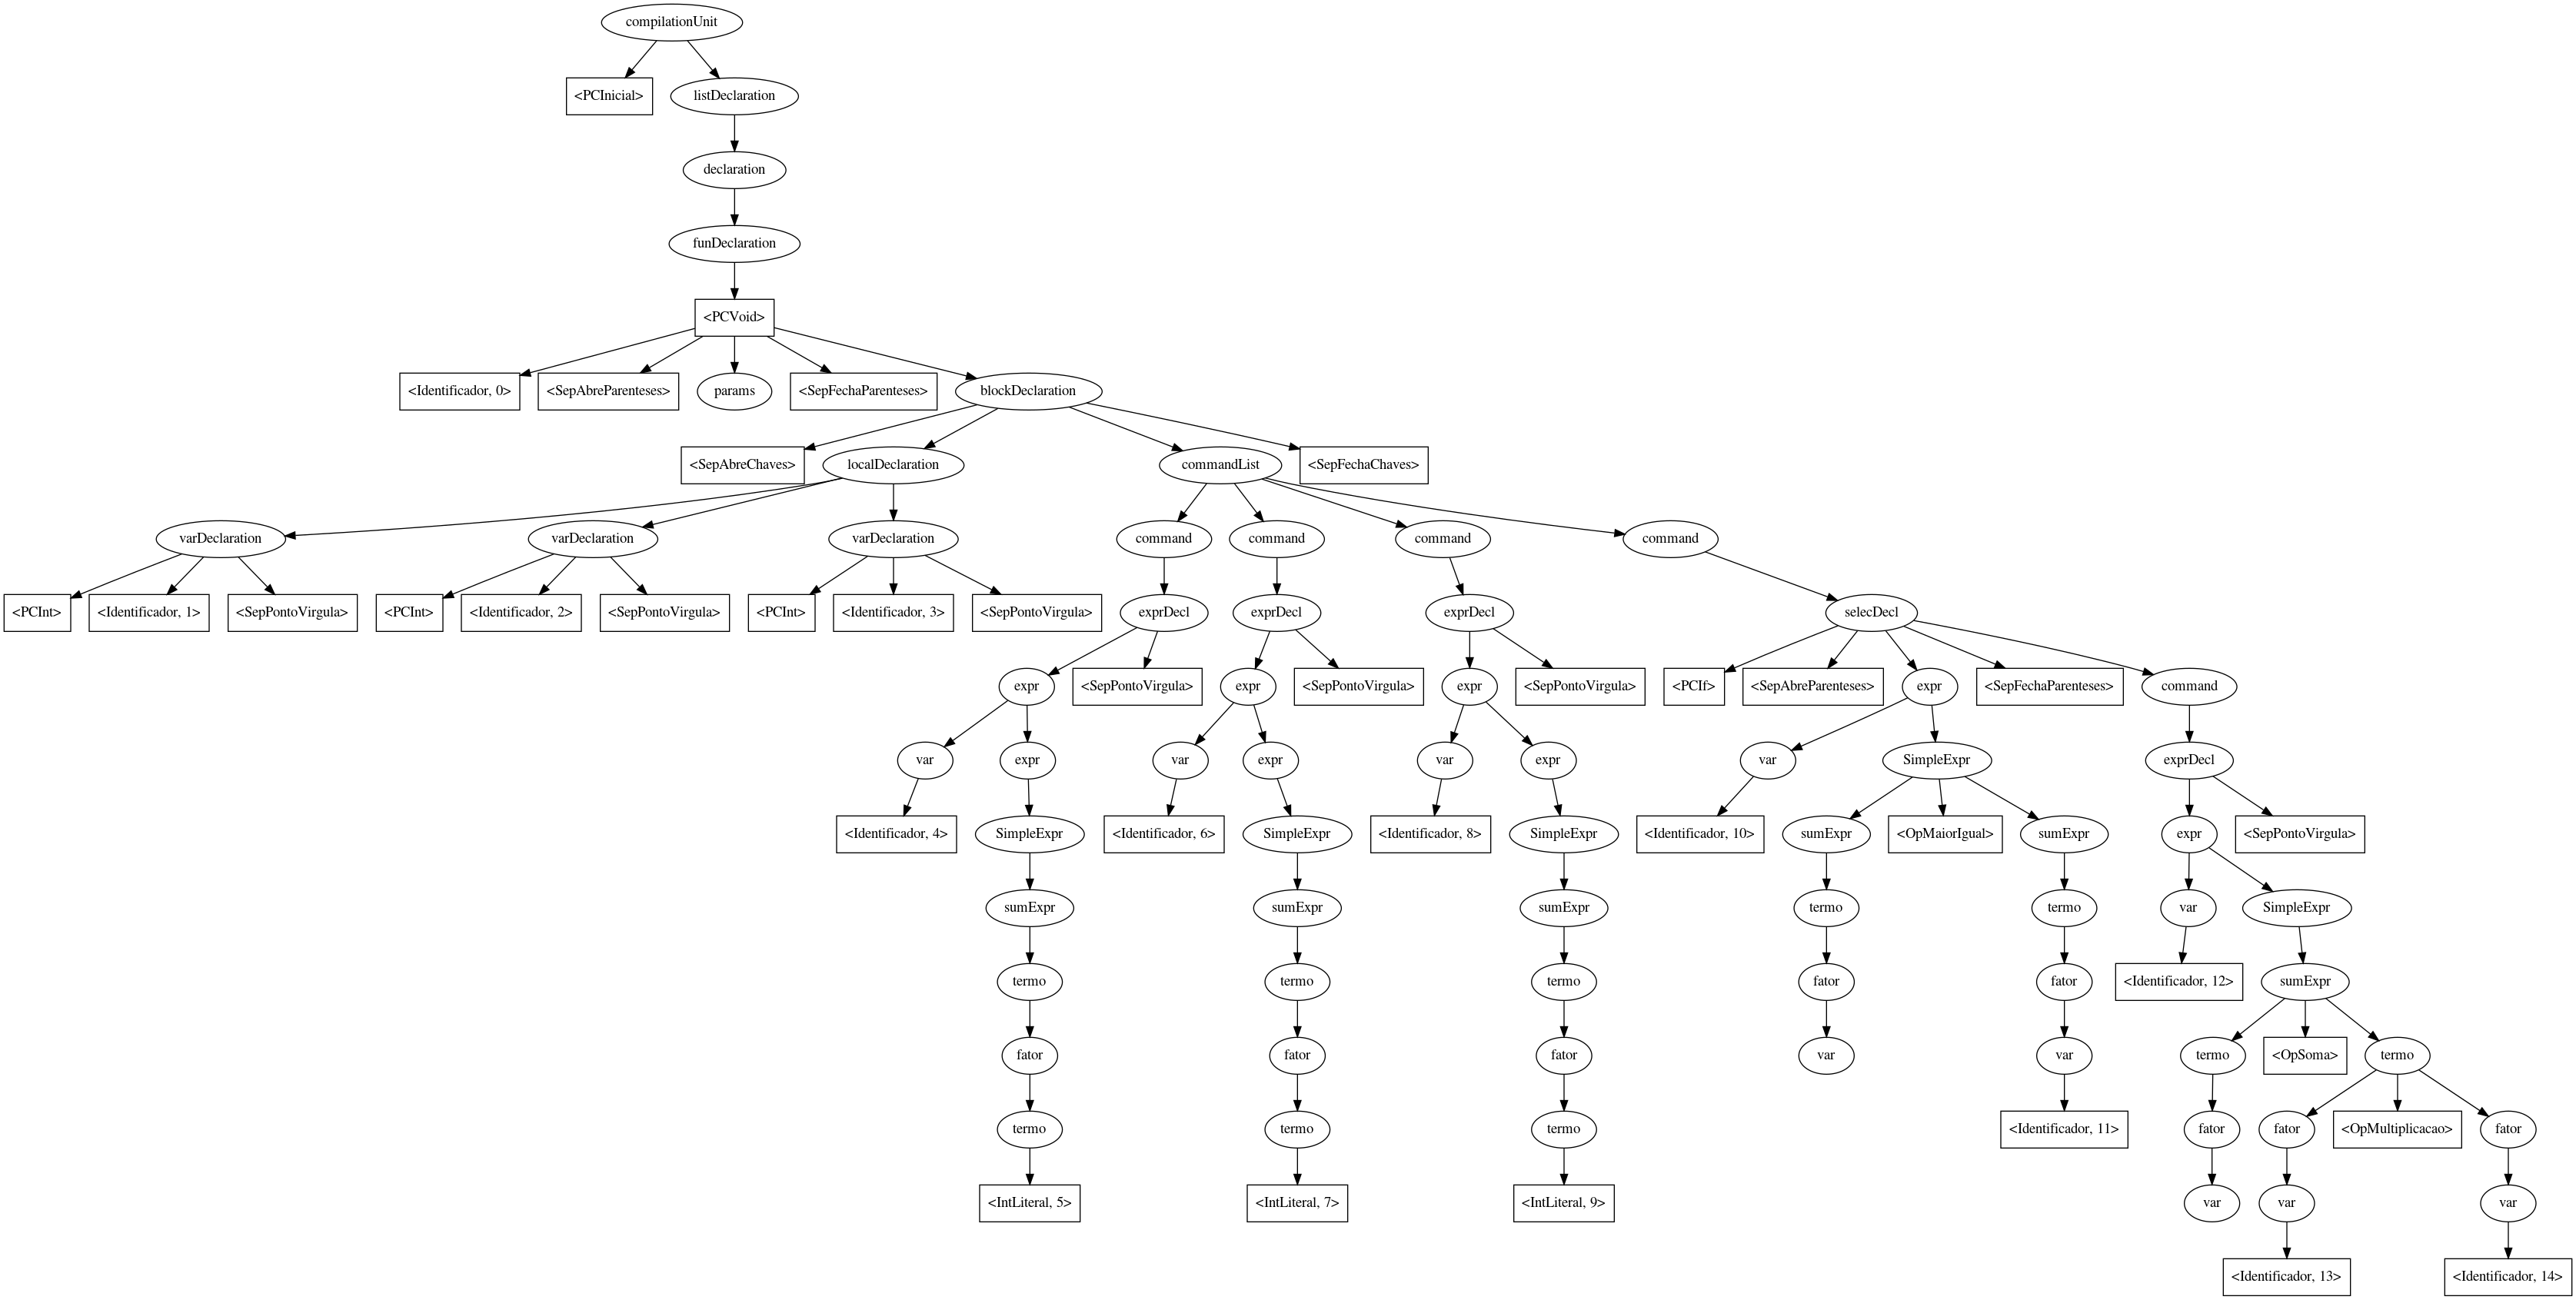 compilationUnit
<PCInicial>
listDeclaration
declaration
funDeclaration
<PCVoid>
<Identificador, 0>
<SepAbreParenteses>
params
<SepFechaParenteses>
blockDeclaration
<SepAbreChaves>
localDeclaration
commandList
<SepFechaChaves>
varDeclaration
varDeclaration
varDeclaration
command
command
command
command
<PCInt>
<Identificador, 1>
<SepPontoVirgula>
<PCInt>
<Identificador, 2>
<SepPontoVirgula>
<PCInt>
<Identificador, 3>
<SepPontoVirgula>
exprDecl
exprDecl
exprDecl
selecDecl
expr
<SepPontoVirgula>
expr
<SepPontoVirgula>
expr
<SepPontoVirgula>
<PCIf>
<SepAbreParenteses>
expr
<SepFechaParenteses>
command
var
expr
var
expr
var
expr
var
SimpleExpr
exprDecl
<Identificador, 4>
SimpleExpr
<Identificador, 6>
SimpleExpr
<Identificador, 8>
SimpleExpr
<Identificador, 10>
sumExpr
<OpMaiorIgual>
sumExpr
expr
<SepPontoVirgula>
sumExpr
sumExpr
sumExpr
termo
termo
var
SimpleExpr
termo
termo
termo
fator
fator
<Identificador, 12>
sumExpr
fator
fator
fator
var
var
termo
<OpSoma>
termo
termo
termo
termo
<Identificador, 11>
fator
fator
<OpMultiplicacao>
fator
<IntLiteral, 5>
<IntLiteral, 7>
<IntLiteral, 9>
var
var
var
<Identificador, 13>
<Identificador, 14>